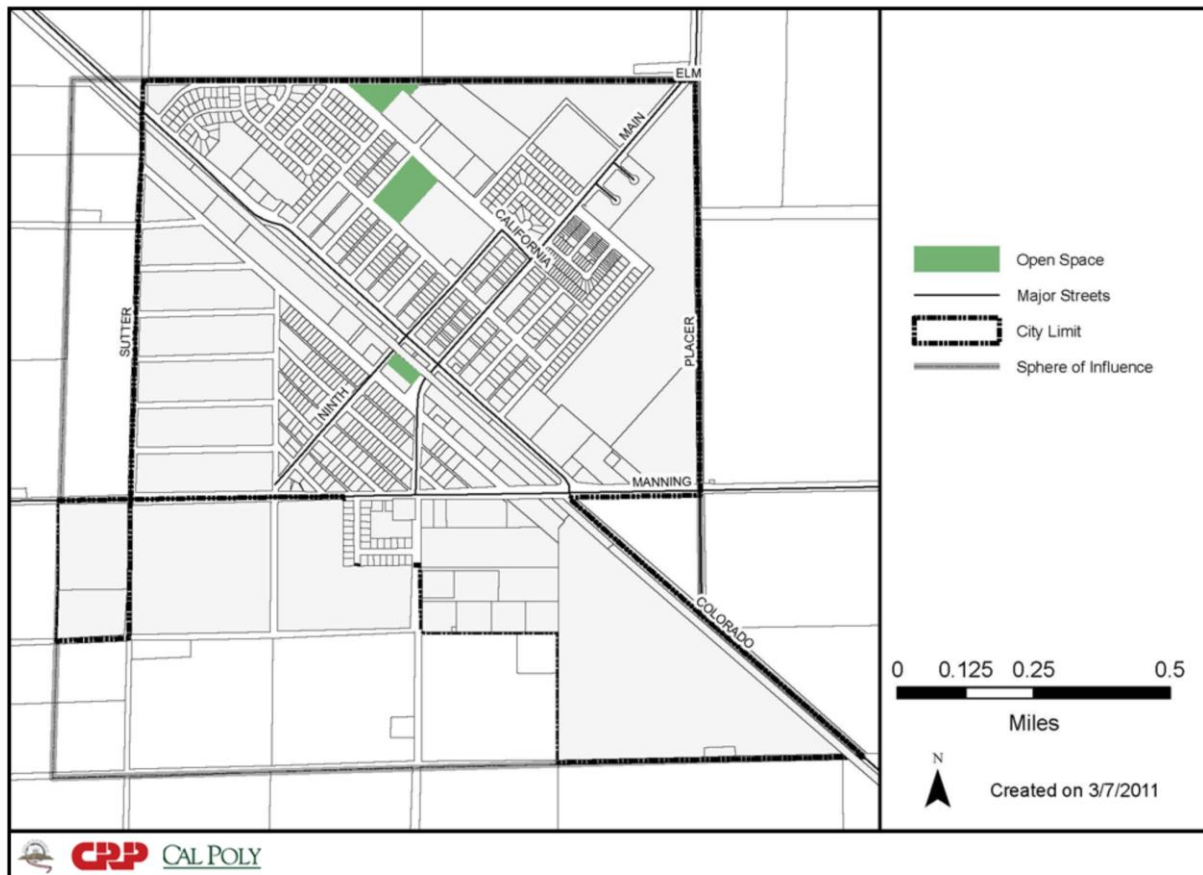 ELM
MAIN
CALIFORNIA
SUTTER
PLACER
NINTH
MANNING
COLORADO
Open Space
Major Streets
City Limit
Sphere of Influence
0 0.125 0.25 0.5
Miles
N
Created on 3/7/2011
CRP CAL POLY